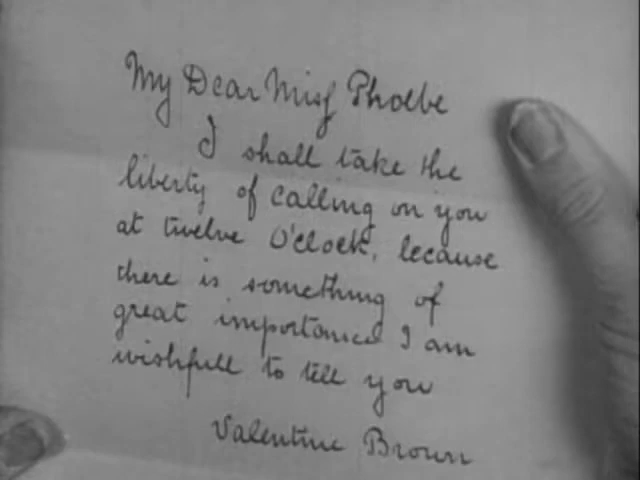 My Dear Miss Phoebe
I shall take the
liberty of calling on you
at twelve O'clock, because
there is something of
great importance I am
wishfull to tell you
Valentine Brown